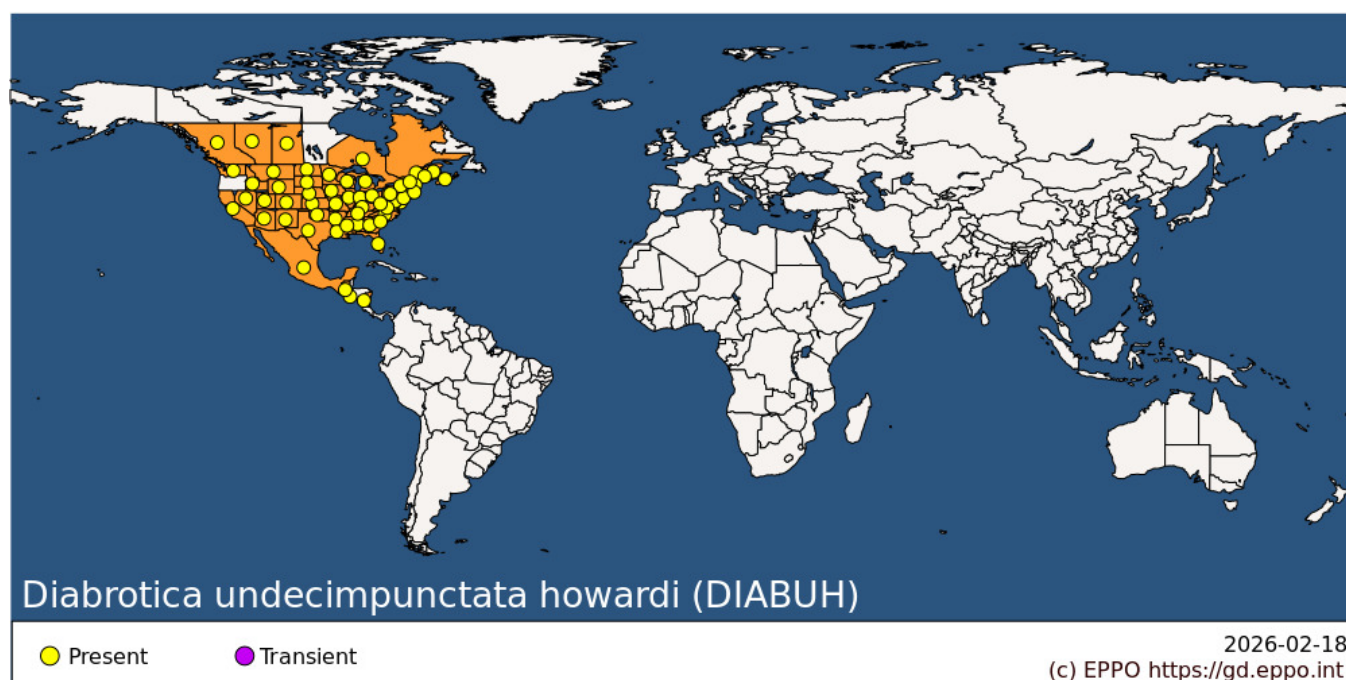 Diabrotica undecimpunctata howardi (DIABUH)
Present
Transient
2026-02-18
(c) EPPO https://gd.eppo.int